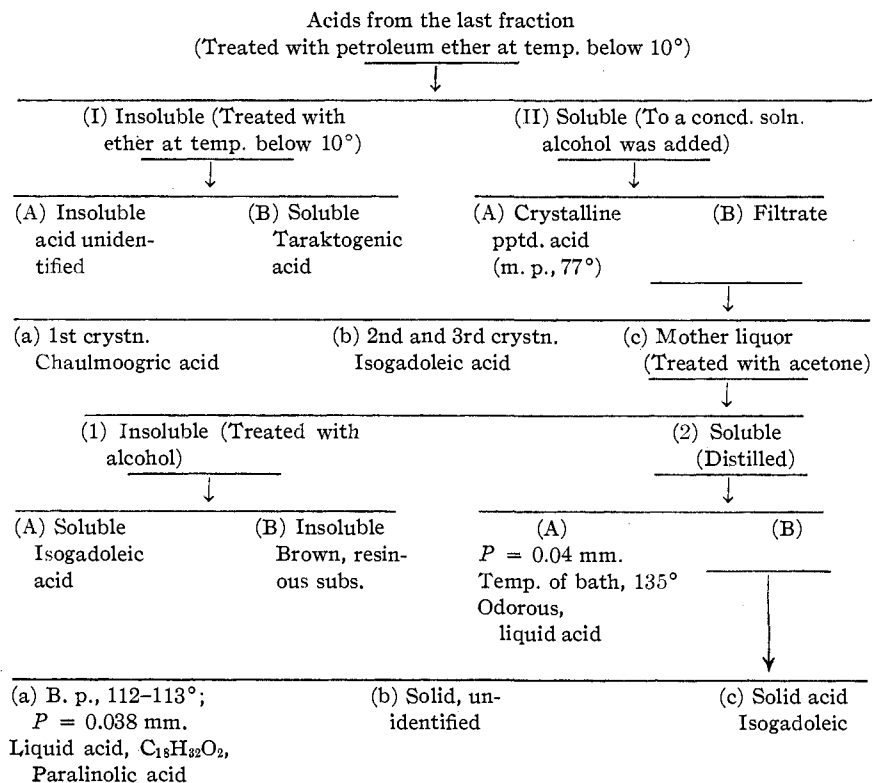 Acids from the last fraction
(Treated with petroleum ether at temp. below 10°)
(I) Insoluble (Treated with
ether at temp. below 10°)
(II) Soluble (To a concd. soln.
alcohol was added)
(A) Insoluble
acid uniden-
tified
(B) Soluble
Taraktogenic
acid
(A) Crystalline
pptd. acid
(m. p., 77°)
(B) Filtrate
(a) 1st crystn.
Chaulmoogric acid
(b) 2nd and 3rd crystn.
Isogadoleic acid
(c) Mother liquor
(Treated with acetone)
(1) Insoluble (Treated with
alcohol)
(2) Soluble
(Distilled)
(A) Soluble
Isogadoleic
acid
(B) Insoluble
Brown, resin-
ous subs.
(A)
P = 0.04 mm.
Temp. of bath, 135°
Odorous,
liquid acid
(B)
(a) B. p., 112–113°;
P = 0.038 mm.
Liquid acid, C₁₈H₃₂O₂,
Paralinolic acid
(b) Solid, un-
identified
(c) Solid acid
Isogadoleic